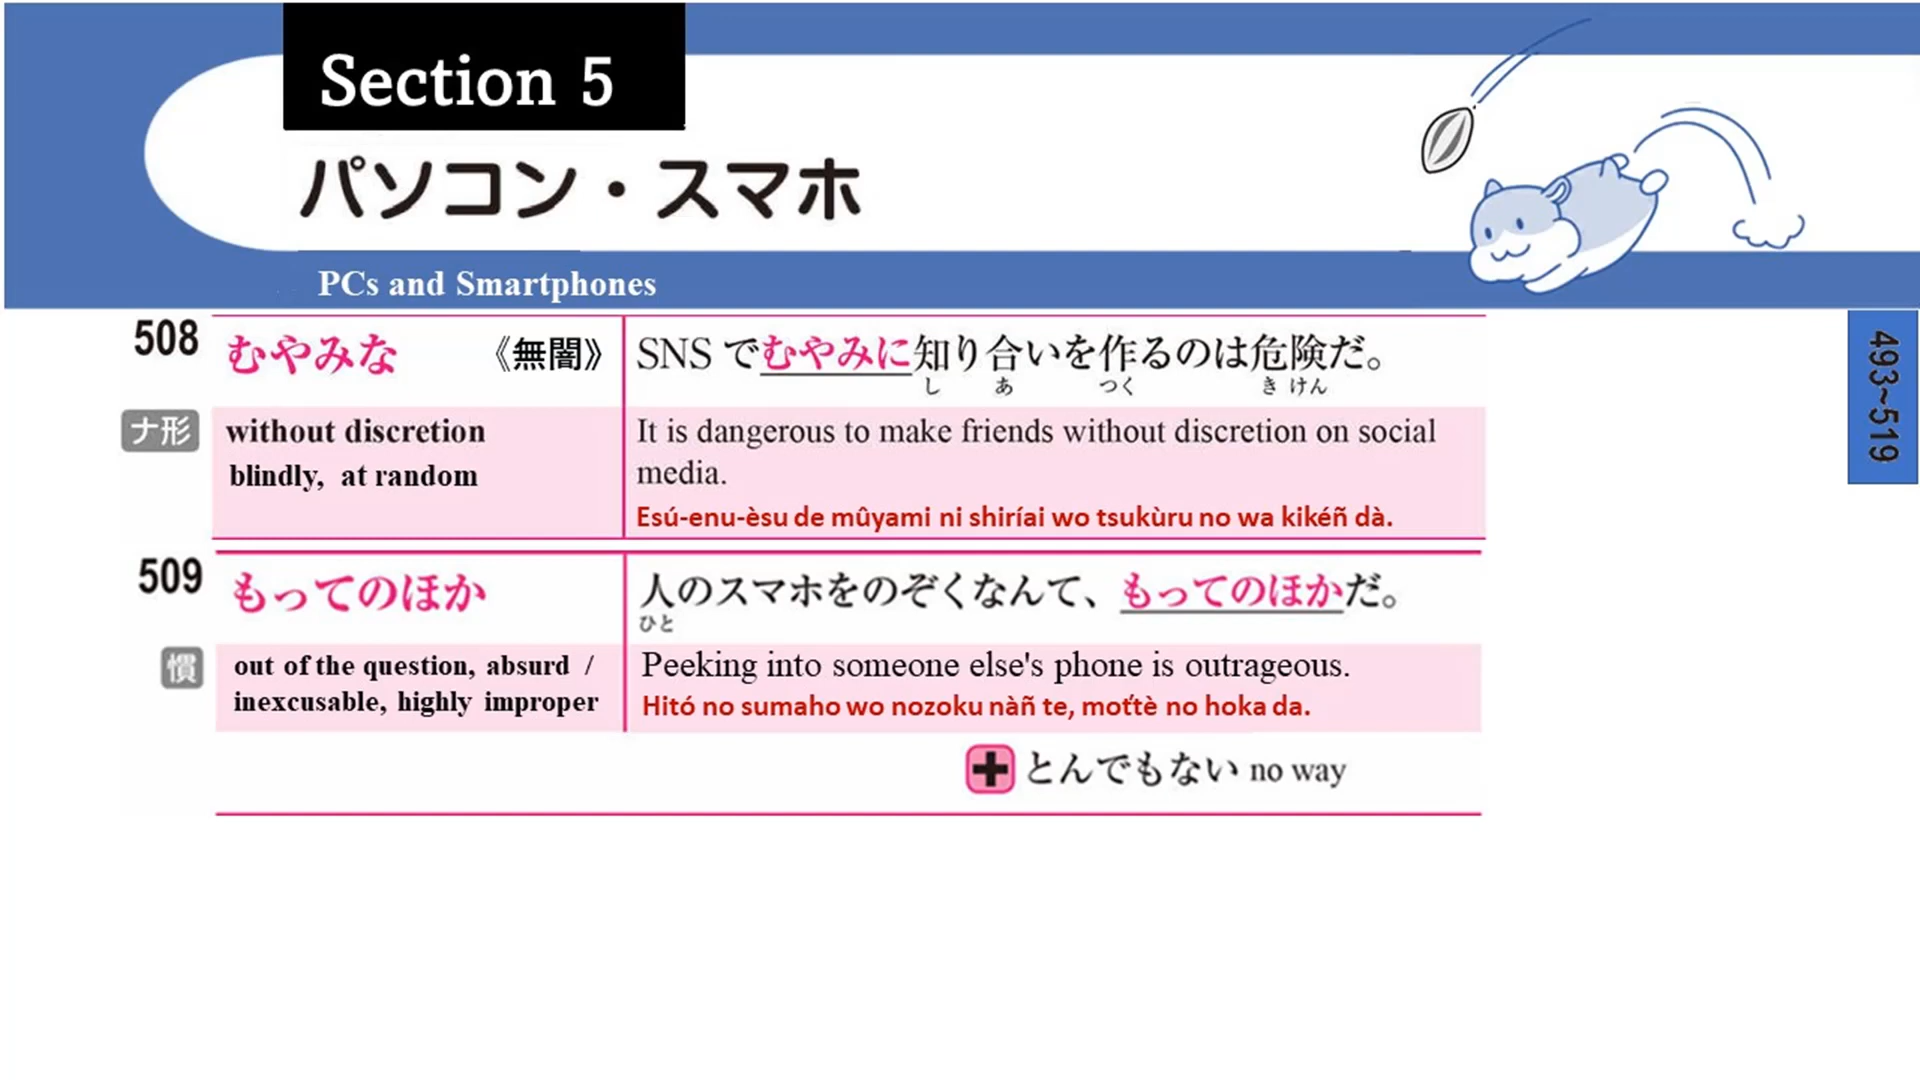 Section 5
パソコン・スマホ
PCs and Smartphones
493~519
508
むやみな 《無闇》
SNSでむやみに知り合いを作るのは危険だ。
し あ つく き けん
ナ形
without discretion
blindly, at random
It is dangerous to make friends without discretion on social
media.
Esú-enu-èsu de mûyami ni shiríai wo tsukùru no wa kikéñ dà.
509
もってのほか
人のスマホをのぞくなんて、もってのほかだ。
ひと
慣
out of the question, absurd /
inexcusable, highly improper
Peeking into someone else's phone is outrageous.
Hitó no sumaho wo nozoku nàñ te, mot́tè no hoka da.
+ とんでもない no way